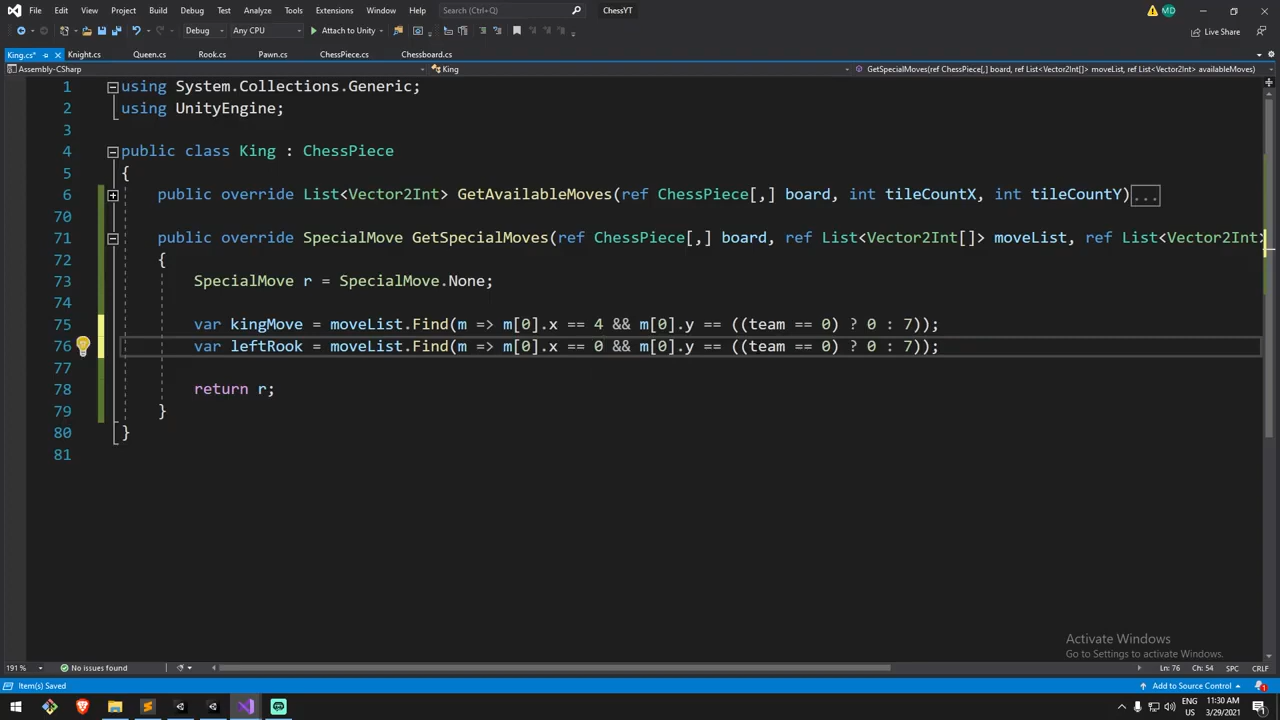 File Edit View Project Build Debug Test Analyze Tools Extensions Window Help Search (Ctrl+Q) ChessYT MD
Debug Any CPU Attach to Unity Live Share
King.cs* Knight.cs Queen.cs Rook.cs Pawn.cs ChessPiece.cs Chessboard.cs
Assembly-CSharp King GetSpecialMoves(ref ChessPiece[,] board, ref List<Vector2Int[]> moveList, ref List<Vector2Int> availableMoves)
1 using System.Collections.Generic;
2 using UnityEngine;
3
4 public class King : ChessPiece
5 {
6 public override List<Vector2Int> GetAvailableMoves(ref ChessPiece[,] board, int tileCountX, int tileCountY)...
70
71 public override SpecialMove GetSpecialMoves(ref ChessPiece[,] board, ref List<Vector2Int[]> moveList, ref List<Vector2Int>
72 {
73 SpecialMove r = SpecialMove.None;
74
75 var kingMove = moveList.Find(m => m[0].x == 4 && m[0].y == ((team == 0) ? 0 : 7));
76 var leftRook = moveList.Find(m => m[0].x == 0 && m[0].y == ((team == 0) ? 0 : 7));
77
78 return r;
79 }
80 }
81
Activate Windows
Go to Settings to activate Windows.
191 % No issues found Ln: 76 Ch: 54 SPC CRLF
Item(s) Saved Add to Source Control 1
ENG 11:30 AM
US 3/29/2021 1